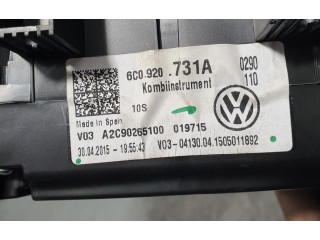 6C0.920.731A 0290
Kombiinstrument 110
10S
Made in Spain
V03 A2C90265100 019715
30.04.2015 - 19:55:43 V03-04130.04.1505011892